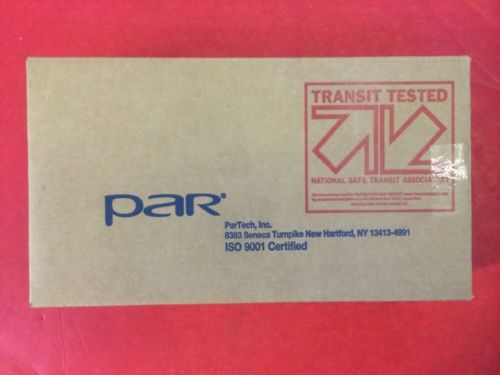 TRANSIT TESTED
NATIONAL SAFE TRANSIT ASSOCIATION
PAR®
ParTech, Inc.
8383 Seneca Turnpike New Hartford, NY 13413-4991
ISO 9001 Certified